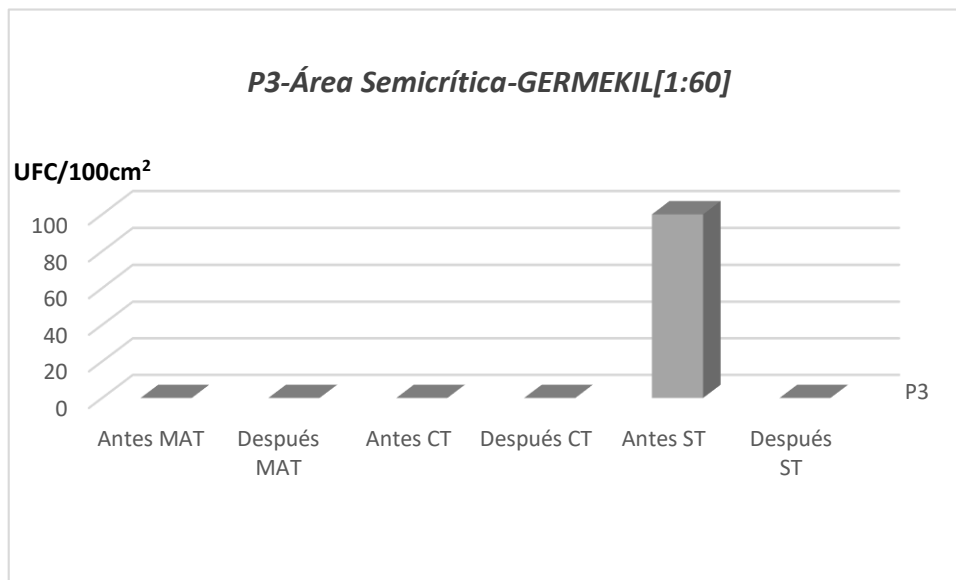 P3-Área Semicrítica-GERMEKIL[1:60]
UFC/100cm²
100
80
60
40
20
0
P3
Antes MAT
Después
MAT
Antes CT
Después CT
Antes ST
Después
ST